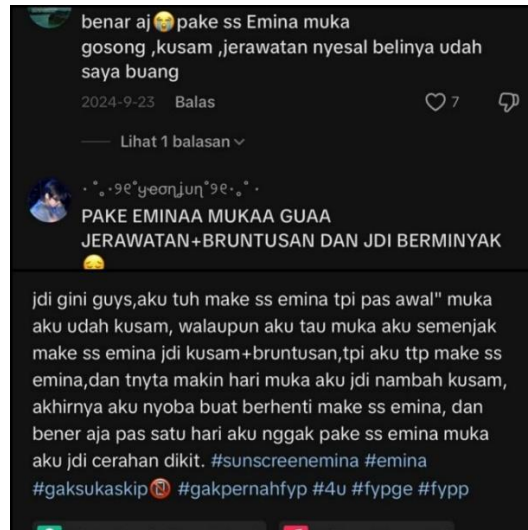 benar aj😭pake ss Emina muka
gosong ,kusam ,jerawatan nyesal belinya udah
saya buang
2024-9-23 Balas 7
Lihat 1 balasan
PAKE EMINAA MUKAA GUAA
JERAWATAN+BRUNTUSAN DAN JDI BERMINYAK
😔
jdi gini guys,aku tuh make ss emina tpi pas awal" muka
aku udah kusam, walaupun aku tau muka aku semenjak
make ss emina jdi kusam+bruntusan,tpi aku ttp make ss
emina,dan tnyta makin hari muka aku jdi nambah kusam,
akhirnya aku nyoba buat berhenti make ss emina, dan
bener aja pas satu hari aku nggak pake ss emina muka
aku jdi cerahan dikit. #sunscreenemina #emina
#gaksukaskip📵 #gakpernahfyp #4u #fypge #fypp